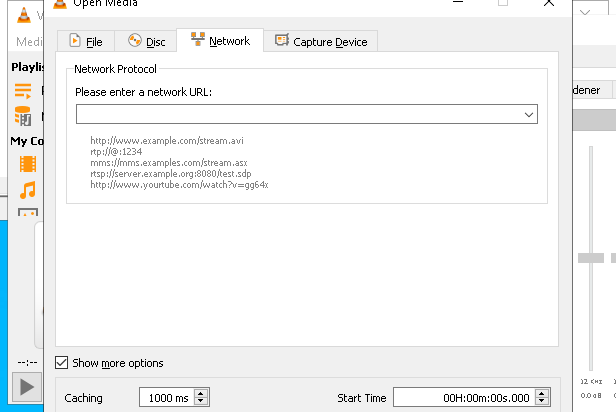 Open Media
V
Medi
File
Disc
Network
Capture Device
Playlis
My Co
Network Protocol
Please enter a network URL:
http://www.example.com/stream.avi
rtp://@:1234
mms://mms.examples.com/stream.asx
rtsp://server.example.org:8080/test.sdp
http://www.yourtube.com/watch?v=gg64x
dener
--:--
Show more options
Caching
1000 ms
Start Time
00H:00m:00s.000
12 KHz
0.0 dB